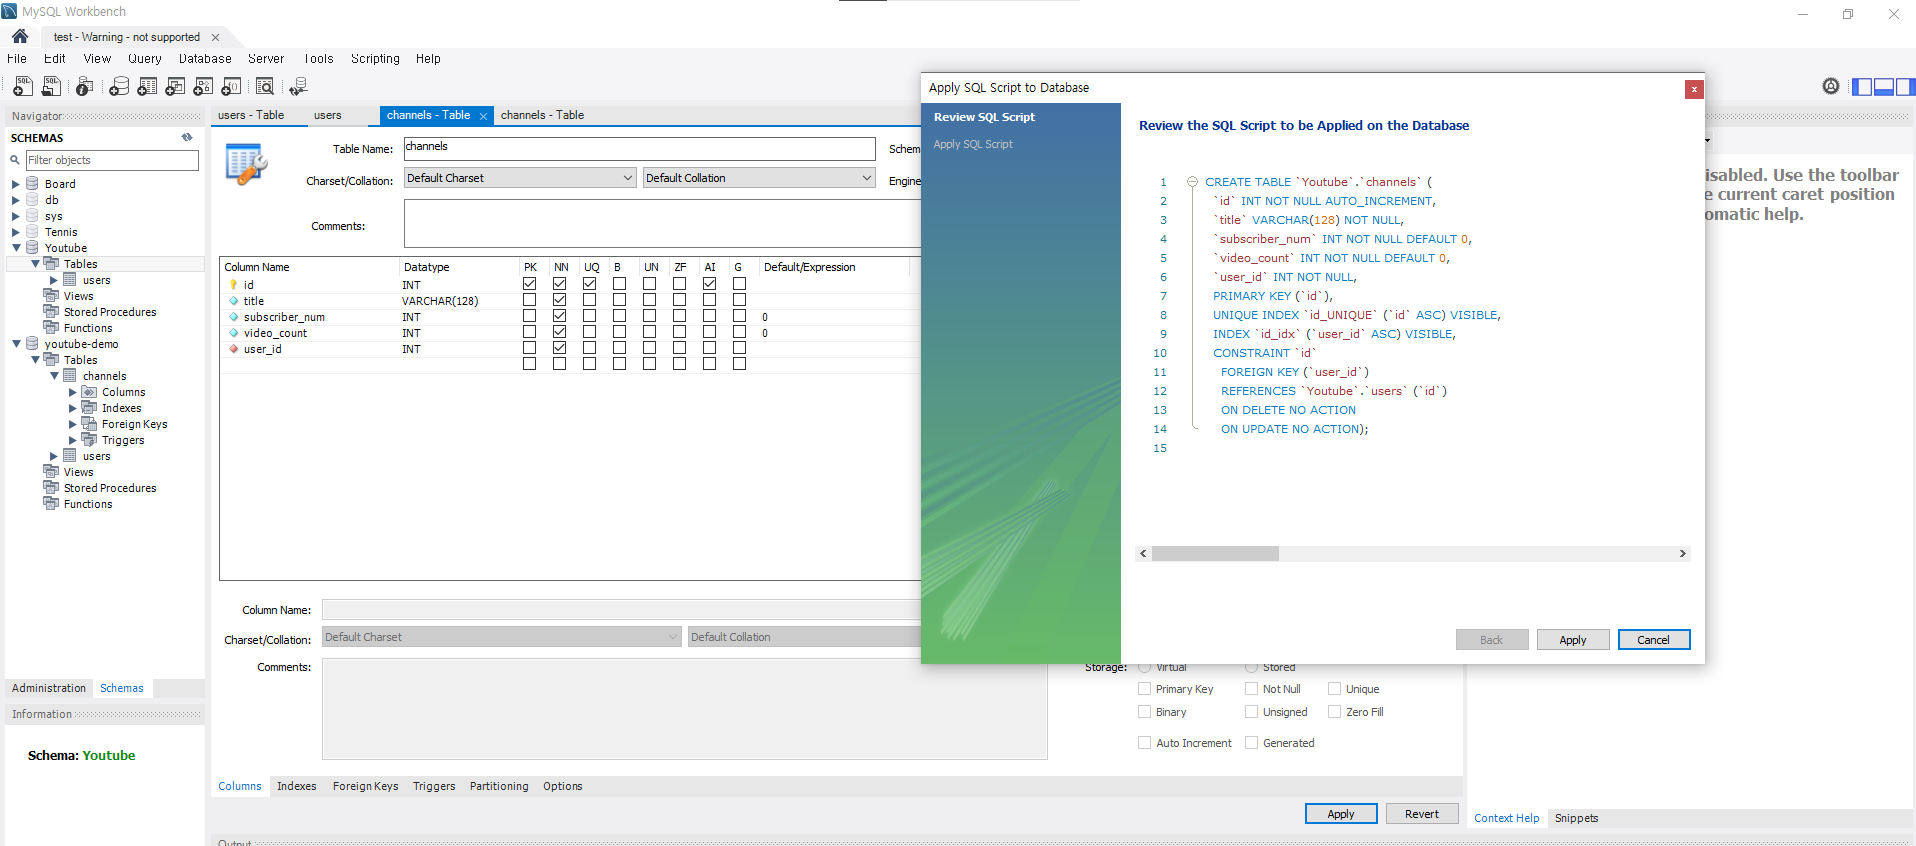 MySQL Workbench
test - Warning - not supported
File Edit View Query Database Server Tools Scripting Help
Navigator
SCHEMAS
Filter objects
Board
db
sys
Tennis
Youtube
Tables
users
Views
Stored Procedures
Functions
youtube-demo
Tables
channels
Columns
Indexes
Foreign Keys
Triggers
users
Views
Stored Procedures
Functions
Administration Schemas
Information
Schema: Youtube
users - Table users channels - Table channels - Table
Table Name: channels Schem
Charset/Collation: Default Charset Default Collation Engine
Comments:
Column Name Datatype PK NN UQ B UN ZF AI G Default/Expression
id INT
title VARCHAR(128)
subscriber_num INT 0
video_count INT 0
user_id INT
Column Name:
Charset/Collation: Default Charset Default Collation
Comments:
Storage: Virtual Stored
Primary Key Not Null Unique
Binary Unsigned Zero Fill
Auto Increment Generated
Columns Indexes Foreign Keys Triggers Partitioning Options
Apply Revert
Output
Apply SQL Script to Database
Review SQL Script
Apply SQL Script
Review the SQL Script to be Applied on the Database
1 CREATE TABLE `Youtube`.`channels` (
2 `id` INT NOT NULL AUTO_INCREMENT,
3 `title` VARCHAR(128) NOT NULL,
4 `subscriber_num` INT NOT NULL DEFAULT 0,
5 `video_count` INT NOT NULL DEFAULT 0,
6 `user_id` INT NOT NULL,
7 PRIMARY KEY (`id`),
8 UNIQUE INDEX `id_UNIQUE` (`id` ASC) VISIBLE,
9 INDEX `id_idx` (`user_id` ASC) VISIBLE,
10 CONSTRAINT `id`
11 FOREIGN KEY (`user_id`)
12 REFERENCES `Youtube`.`users` (`id`)
13 ON DELETE NO ACTION
14 ON UPDATE NO ACTION);
15
Back Apply Cancel
isabled. Use the toolbar
e current caret position
omatic help.
Context Help Snippets